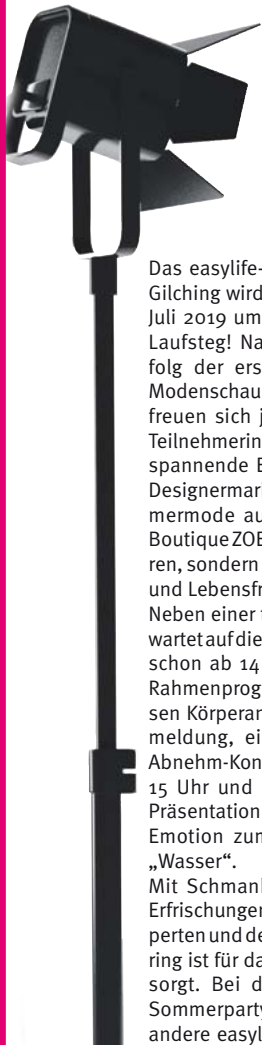 Das easylife-
Gilching wird
Juli 2019 um
Laufsteg! Na
folg der ers
Modenschau
freuen sich j
Teilnehmerin
spannende E
Designermar
mermode au
Boutique ZOE
ren, sondern
und Lebensfr
Neben einer t
wartet auf die
schon ab 14
Rahmenprog
sen Körperar
meldung, ei
Abnehm-Kon
15 Uhr und
Präsentation
Emotion zum
„Wasser“.
Mit Schmank
Erfrischungen
perten und de
ring ist für da
sorgt. Bei d
Sommerparty
andere easyl